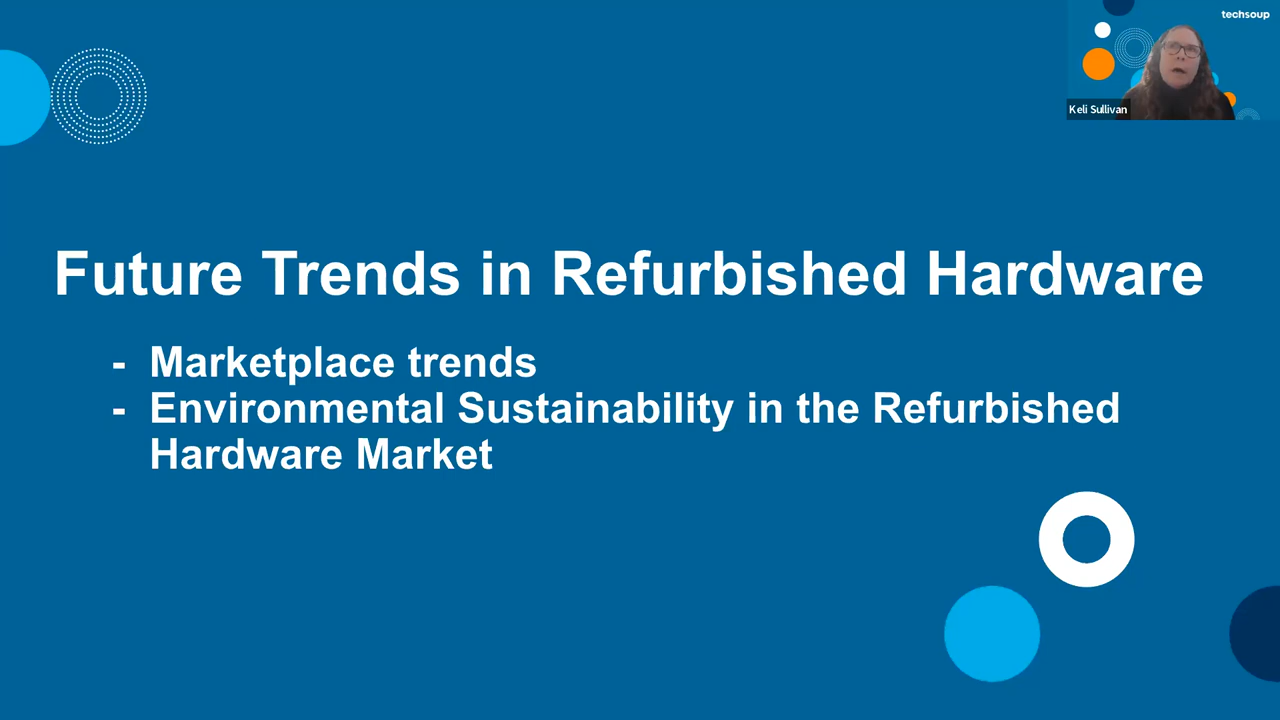 techsoup
Keli Sullivan
Future Trends in Refurbished Hardware
- Marketplace trends
- Environmental Sustainability in the Refurbished
Hardware Market